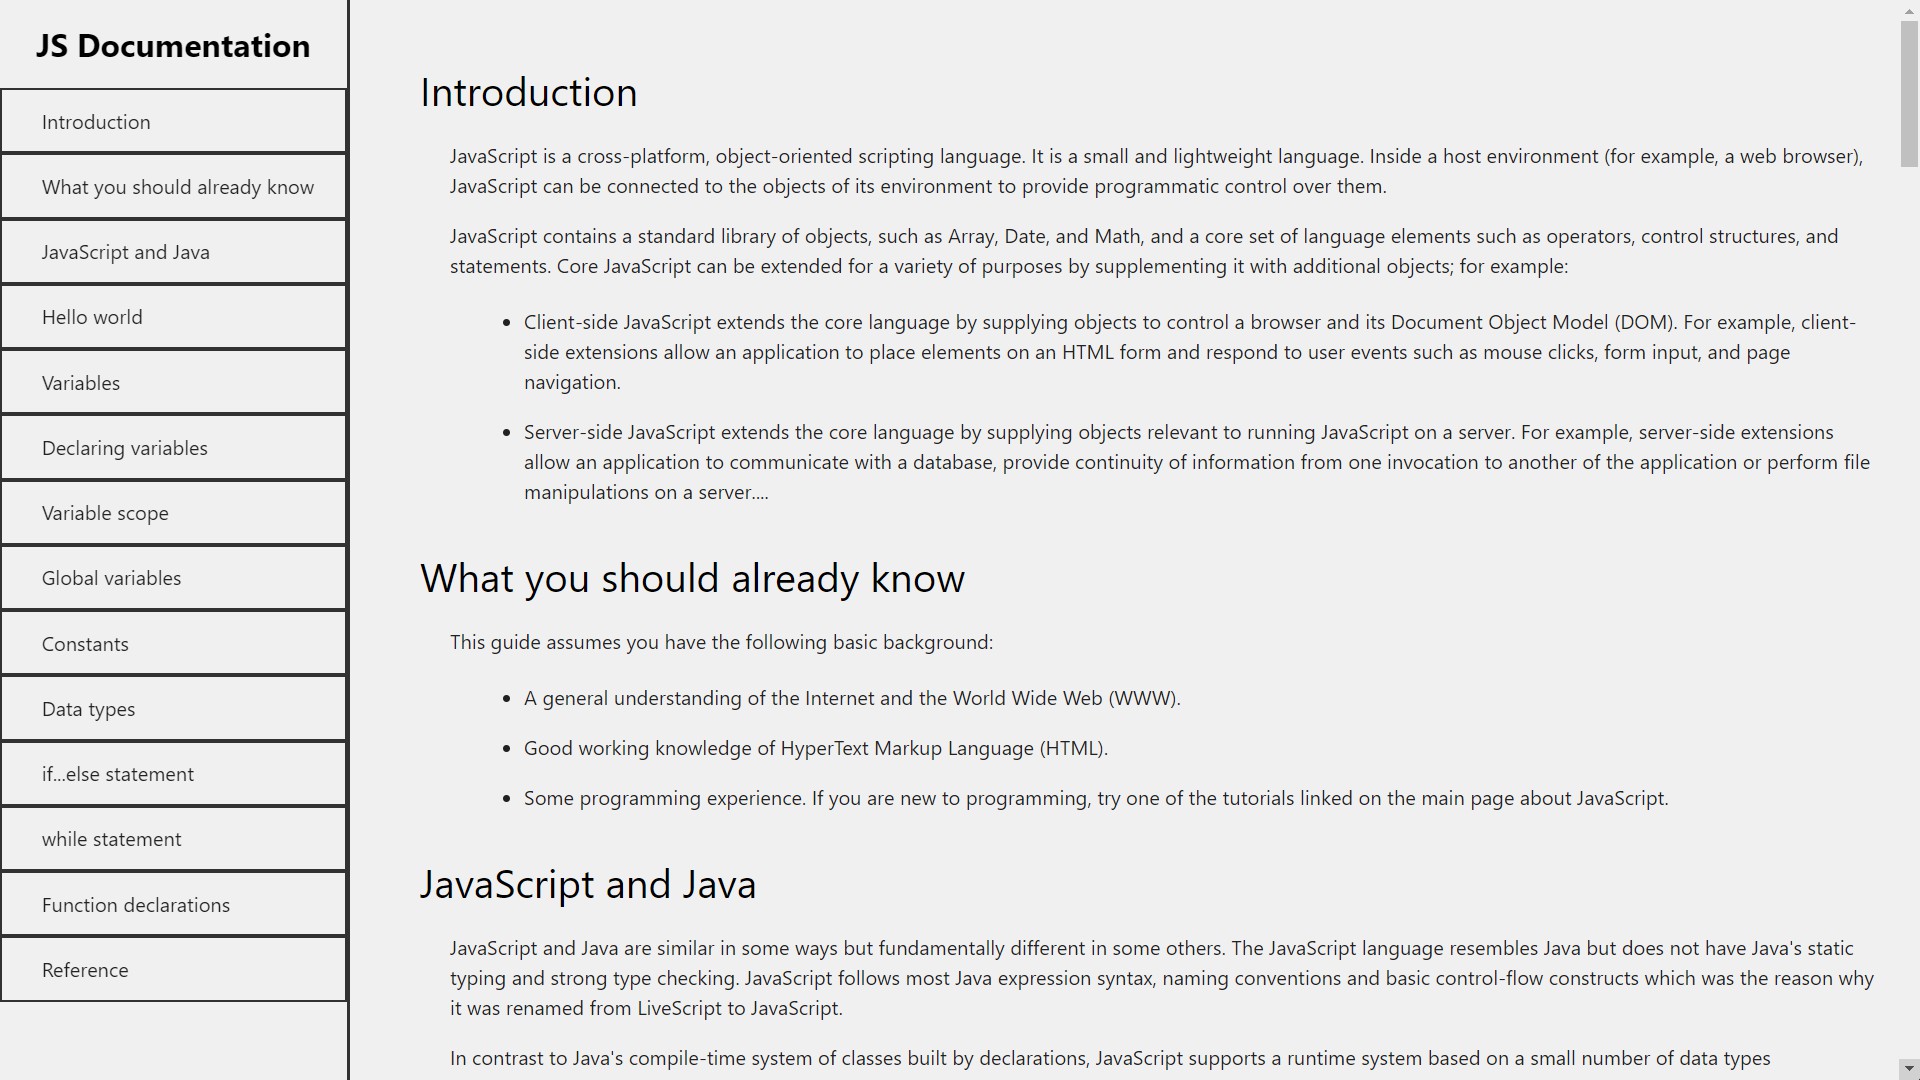 JS Documentation
Introduction
What you should already know
JavaScript and Java
Hello world
Variables
Declaring variables
Variable scope
Global variables
Constants
Data types
if...else statement
while statement
Function declarations
Reference
Introduction
JavaScript is a cross-platform, object-oriented scripting language. It is a small and lightweight language. Inside a host environment (for example, a web browser),
JavaScript can be connected to the objects of its environment to provide programmatic control over them.
JavaScript contains a standard library of objects, such as Array, Date, and Math, and a core set of language elements such as operators, control structures, and
statements. Core JavaScript can be extended for a variety of purposes by supplementing it with additional objects; for example:
• Client-side JavaScript extends the core language by supplying objects to control a browser and its Document Object Model (DOM). For example, client-
side extensions allow an application to place elements on an HTML form and respond to user events such as mouse clicks, form input, and page
navigation.
• Server-side JavaScript extends the core language by supplying objects relevant to running JavaScript on a server. For example, server-side extensions
allow an application to communicate with a database, provide continuity of information from one invocation to another of the application or perform file
manipulations on a server....
What you should already know
This guide assumes you have the following basic background:
• A general understanding of the Internet and the World Wide Web (WWW).
• Good working knowledge of HyperText Markup Language (HTML).
• Some programming experience. If you are new to programming, try one of the tutorials linked on the main page about JavaScript.
JavaScript and Java
JavaScript and Java are similar in some ways but fundamentally different in some others. The JavaScript language resembles Java but does not have Java's static
typing and strong type checking. JavaScript follows most Java expression syntax, naming conventions and basic control-flow constructs which was the reason why
it was renamed from LiveScript to JavaScript.
In contrast to Java's compile-time system of classes built by declarations, JavaScript supports a runtime system based on a small number of data types